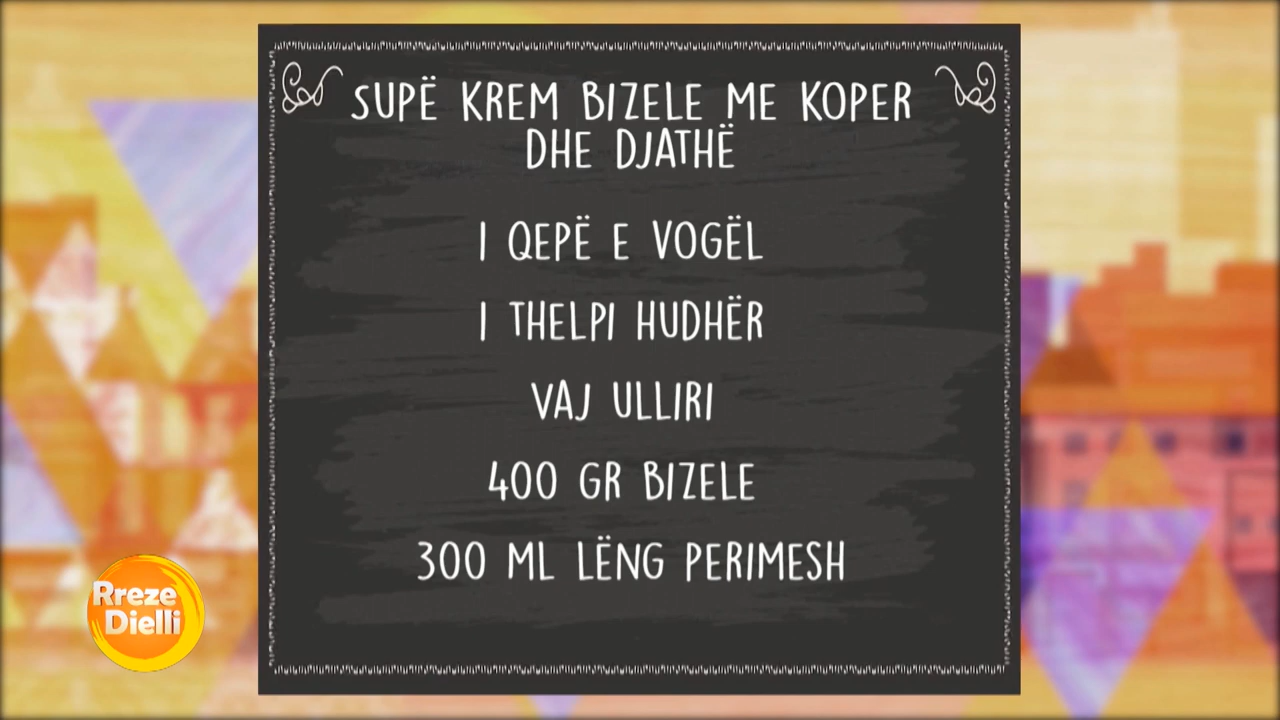 SUPË KREM BIZELE ME KOPER
DHE DJATHË
1 QEPË E VOGËL
1 THELPI HUDHËR
VAJ ULLIRI
400 GR BIZELE
300 ML LËNG PERIMESH
Rreze
Dielli